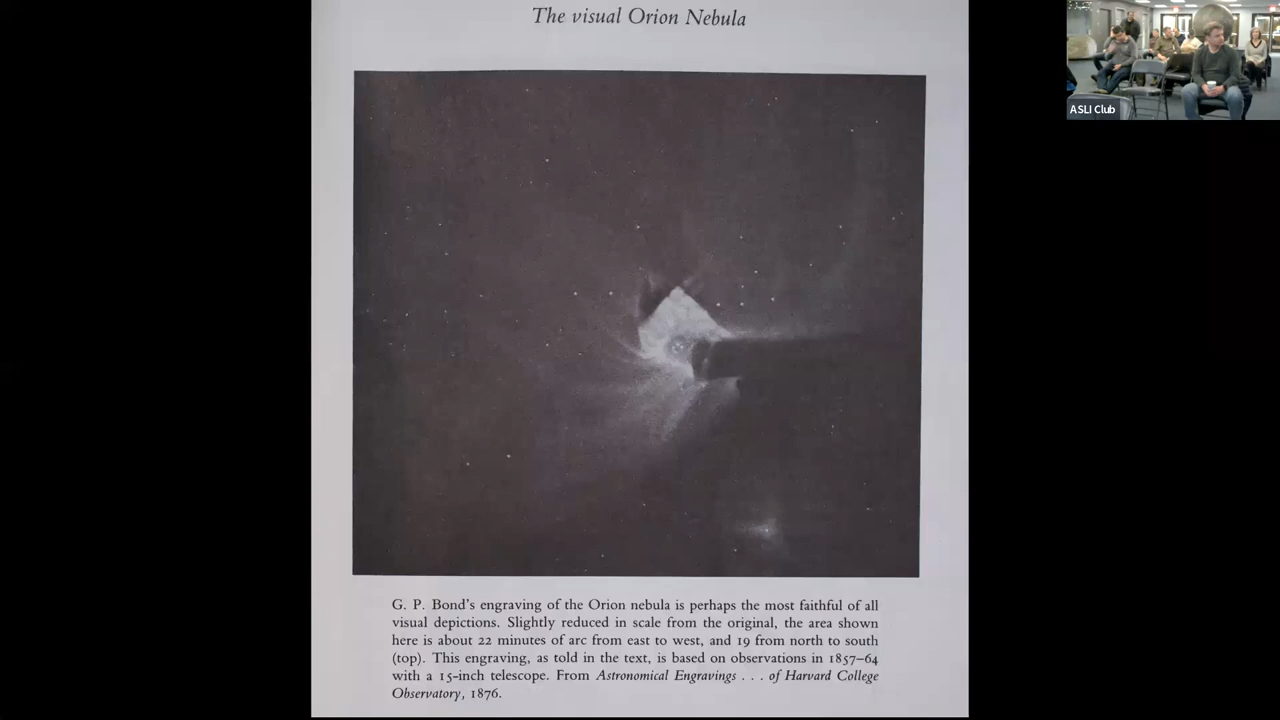 The visual Orion Nebula
ASLI Club
G. P. Bond's engraving of the Orion nebula is perhaps the most faithful of all
visual depictions. Slightly reduced in scale from the original, the area shown
here is about 22 minutes of arc from east to west, and 19 from north to south
(top). This engraving, as told in the text, is based on observations in 1857–64
with a 15-inch telescope. From Astronomical Engravings . . . of Harvard College
Observatory, 1876.